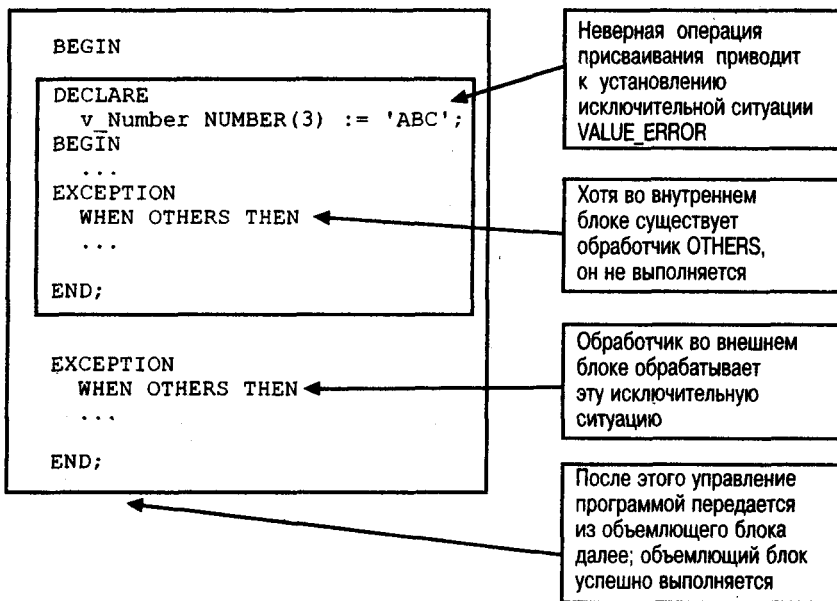 BEGIN
DECLARE
v_Number NUMBER(3) := 'ABC';
BEGIN
...
EXCEPTION
WHEN OTHERS THEN
...
END;
EXCEPTION
WHEN OTHERS THEN
...
END;
Неверная операция
присваивания приводит
к установлению
исключительной ситуации
VALUE_ERROR
Хотя во внутреннем
блоке существует
обработчик OTHERS,
он не выполняется
Обработчик во внешнем
блоке обрабатывает
эту исключительную
ситуацию
После этого управление
программой передается
из объемлющего блока
далее; объемлющий блок
успешно выполняется